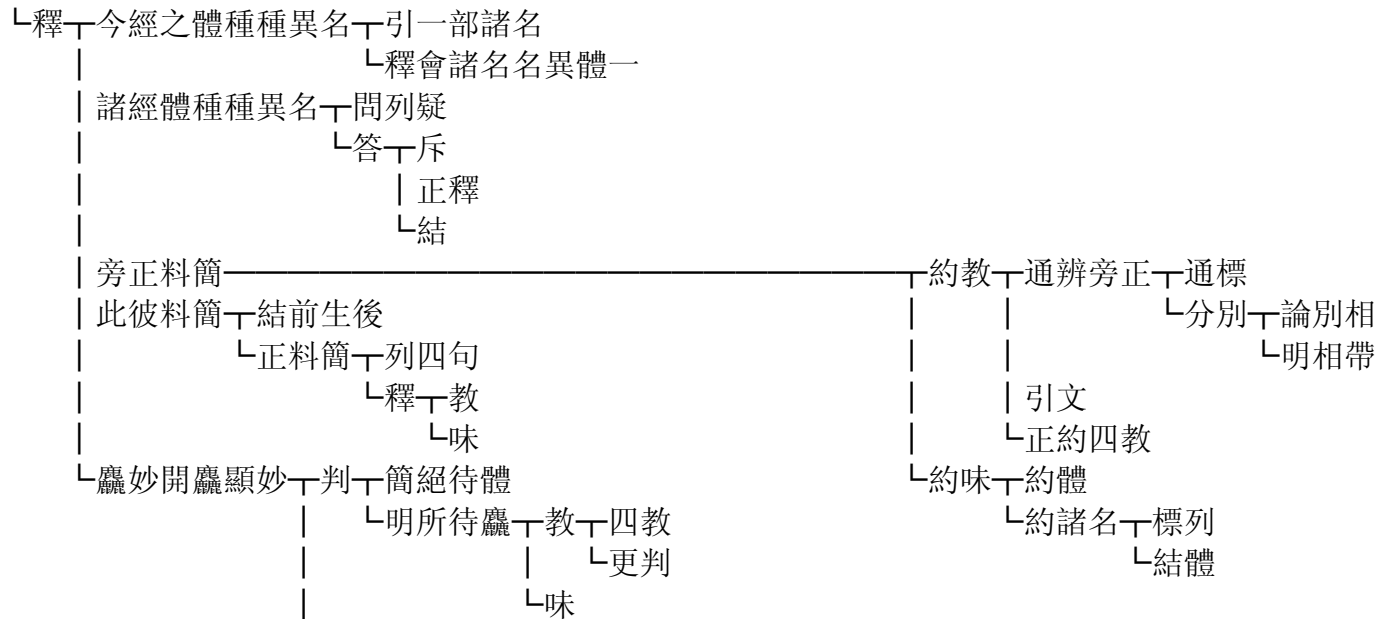 └釋┬今經之體種種異名┬引一部諸名
│ └釋會諸名名異體一
│諸經體種種異名┬問列疑
│ └答┬斥
│ │正釋
│ └結
│旁正料簡─────────────────────┬約教┬通辨旁正┬通標
│此彼料簡┬結前生後 │ │ └分別┬論別相
│ └正料簡┬列四句 │ │ └明相帶
│ └釋┬教 │ │引文
│ └味 │ └正約四教
└麤妙開麤顯妙┬判┬簡絕待體 └約味┬約體
│ └明所待麤┬教┬四教 └約諸名┬標列
│ │ └更判 └結體
│ └味